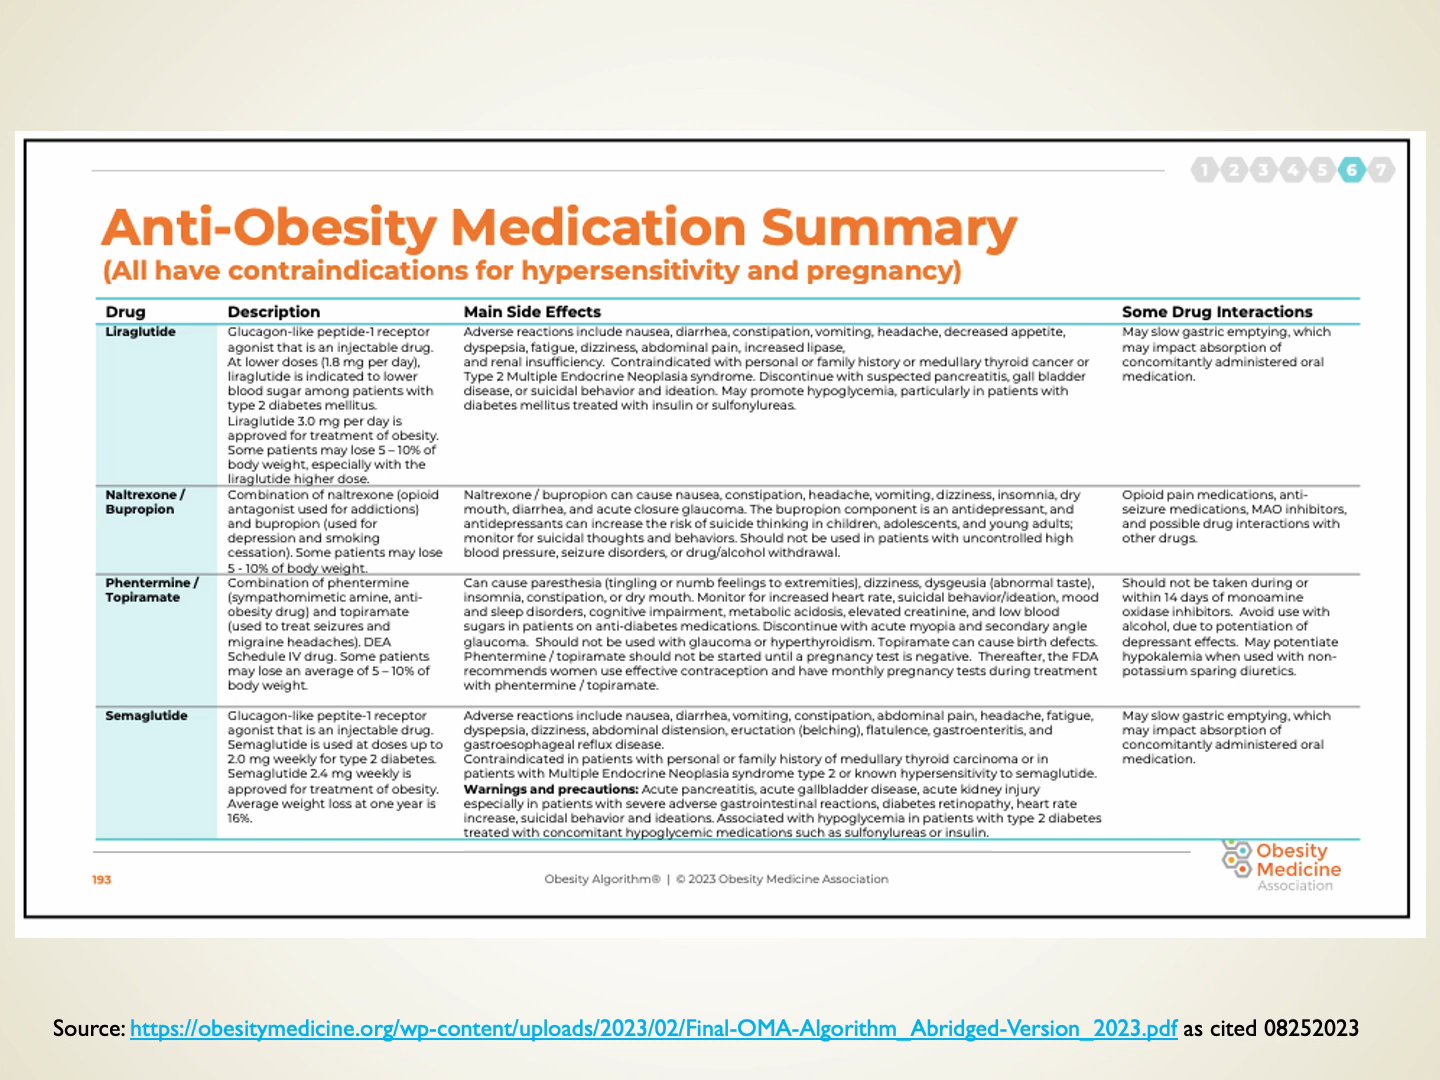 1 2 3 4 5 6 7
Anti-Obesity Medication Summary
(All have contraindications for hypersensitivity and pregnancy)
Drug Description Main Side Effects Some Drug Interactions
Liraglutide
Glucagon-like peptide-1 receptor
agonist that is an injectable drug.
At lower doses (1.8 mg per day),
liraglutide is indicated to lower
blood sugar among patients with
type 2 diabetes mellitus.
Liraglutide 3.0 mg per day is
approved for treatment of obesity.
Some patients may lose 5 – 10% of
body weight, especially with the
liraglutide higher dose.
Adverse reactions include nausea, diarrhea, constipation, vomiting, headache, decreased appetite,
dyspepsia, fatigue, dizziness, abdominal pain, increased lipase,
and renal insufficiency. Contraindicated with personal or family history or medullary thyroid cancer or
Type 2 Multiple Endocrine Neoplasia syndrome. Discontinue with suspected pancreatitis, gall bladder
disease, or suicidal behavior and ideation. May promote hypoglycemia, particularly in patients with
diabetes mellitus treated with insulin or sulfonylureas.
May slow gastric emptying, which
may impact absorption of
concomitantly administered oral
medication.
Naltrexone /
Bupropion
Combination of naltrexone (opioid
antagonist used for addictions)
and bupropion (used for
depression and smoking
cessation). Some patients may lose
5 - 10% of body weight.
Naltrexone / bupropion can cause nausea, constipation, headache, vomiting, dizziness, insomnia, dry
mouth, diarrhea, and acute closure glaucoma. The bupropion component is an antidepressant, and
antidepressants can increase the risk of suicide thinking in children, adolescents, and young adults;
monitor for suicidal thoughts and behaviors. Should not be used in patients with uncontrolled high
blood pressure, seizure disorders, or drug/alcohol withdrawal.
Opioid pain medications, anti-
seizure medications, MAO inhibitors,
and possible drug interactions with
other drugs.
Phentermine /
Topiramate
Combination of phentermine
(sympathomimetic amine, anti-
obesity drug) and topiramate
(used to treat seizures and
migraine headaches). DEA
Schedule IV drug. Some patients
may lose an average of 5 – 10% of
body weight.
Can cause paresthesia (tingling or numb feelings to extremities), dizziness, dysgeusia (abnormal taste),
insomnia, constipation, or dry mouth. Monitor for increased heart rate, suicidal behavior/ideation, mood
and sleep disorders, cognitive impairment, metabolic acidosis, elevated creatinine, and low blood
sugars in patients on anti-diabetes medications. Discontinue with acute myopia and secondary angle
glaucoma. Should not be used with glaucoma or hyperthyroidism. Topiramate can cause birth defects.
Phentermine / topiramate should not be started until a pregnancy test is negative. Thereafter, the FDA
recommends women use effective contraception and have monthly pregnancy tests during treatment
with phentermine / topiramate.
Should not be taken during or
within 14 days of monoamine
oxidase inhibitors. Avoid use with
alcohol, due to potentiation of
depressant effects. May potentiate
hypokalemia when used with non-
potassium sparing diuretics.
Semaglutide
Glucagon-like peptite-1 receptor
agonist that is an injectable drug.
Semaglutide is used at doses up to
2.0 mg weekly for type 2 diabetes.
Semaglutide 2.4 mg weekly is
approved for treatment of obesity.
Average weight loss at one year is
16%.
Adverse reactions include nausea, diarrhea, vomiting, constipation, abdominal pain, headache, fatigue,
dyspepsia, dizziness, abdominal distension, eructation (belching), flatulence, gastroenteritis, and
gastroesophageal reflux disease.
Contraindicated in patients with personal or family history of medullary thyroid carcinoma or in
patients with Multiple Endocrine Neoplasia syndrome type 2 or known hypersensitivity to semaglutide.
Warnings and precautions: Acute pancreatitis, acute gallbladder disease, acute kidney injury
especially in patients with severe adverse gastrointestinal reactions, diabetes retinopathy, heart rate
increase, suicidal behavior and ideations. Associated with hypoglycemia in patients with type 2 diabetes
treated with concomitant hypoglycemic medications such as sulfonylureas or insulin.
May slow gastric emptying, which
may impact absorption of
concomitantly administered oral
medication.
193
Obesity Algorithm® | © 2023 Obesity Medicine Association
Obesity
Medicine
Association
Source: https://obesitymedicine.org/wp-content/uploads/2023/02/Final-OMA-Algorithm_Abridged-Version_2023.pdf as cited 08252023